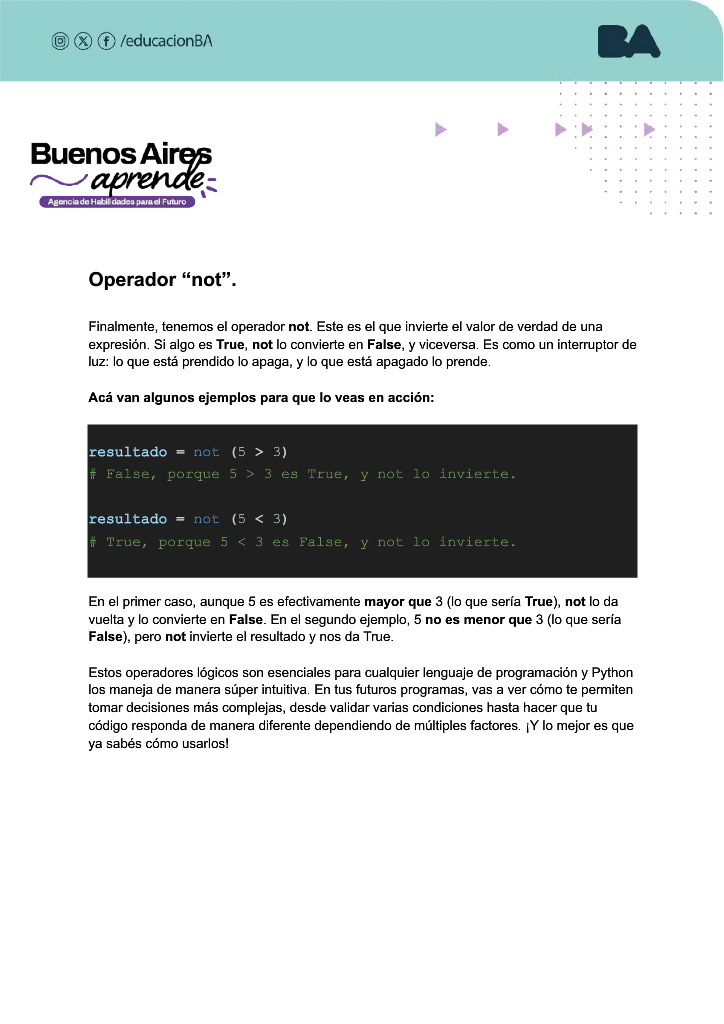 /educacionBA
BA
Buenos Aires
aprende
Agencia de Habilidades para el Futuro
Operador “not”.
Finalmente, tenemos el operador not. Este es el que invierte el valor de verdad de una
expresión. Si algo es True, not lo convierte en False, y viceversa. Es como un interruptor de
luz: lo que está prendido lo apaga, y lo que está apagado lo prende.
Acá van algunos ejemplos para que lo veas en acción:
resultado = not (5 > 3)
# False, porque 5 > 3 es True, y not lo invierte.
resultado = not (5 < 3)
# True, porque 5 < 3 es False, y not lo invierte.
En el primer caso, aunque 5 es efectivamente mayor que 3 (lo que sería True), not lo da
vuelta y lo convierte en False. En el segundo ejemplo, 5 no es menor que 3 (lo que sería
False), pero not invierte el resultado y nos da True.
Estos operadores lógicos son esenciales para cualquier lenguaje de programación y Python
los maneja de manera súper intuitiva. En tus futuros programas, vas a ver cómo te permiten
tomar decisiones más complejas, desde validar varias condiciones hasta hacer que tu
código responda de manera diferente dependiendo de múltiples factores. ¡Y lo mejor es que
ya sabés cómo usarlos!